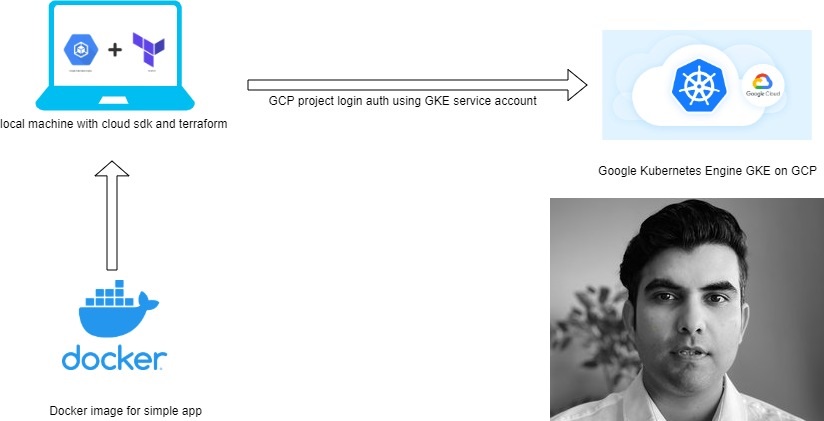 Google Cloud
GCP project login auth using GKE service account
local machine with cloud sdk and terraform
Google Kubernetes Engine GKE on GCP
docker
Docker image for simple app